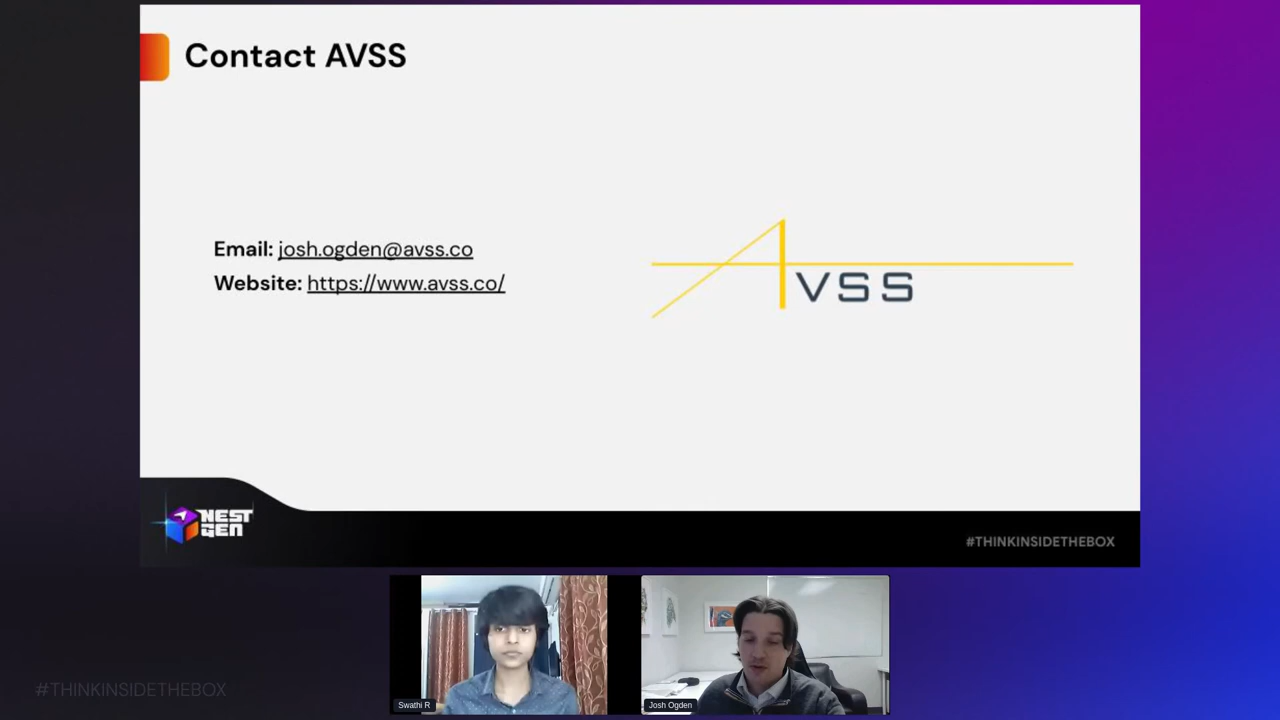 Contact AVSS
Email: josh.ogden@avss.co
Website: https://www.avss.co/
AVSS
NEST
GEN
#THINKINSIDETHEBOX
#THINKINSIDETHEBOX
Swathi R
Josh Ogden